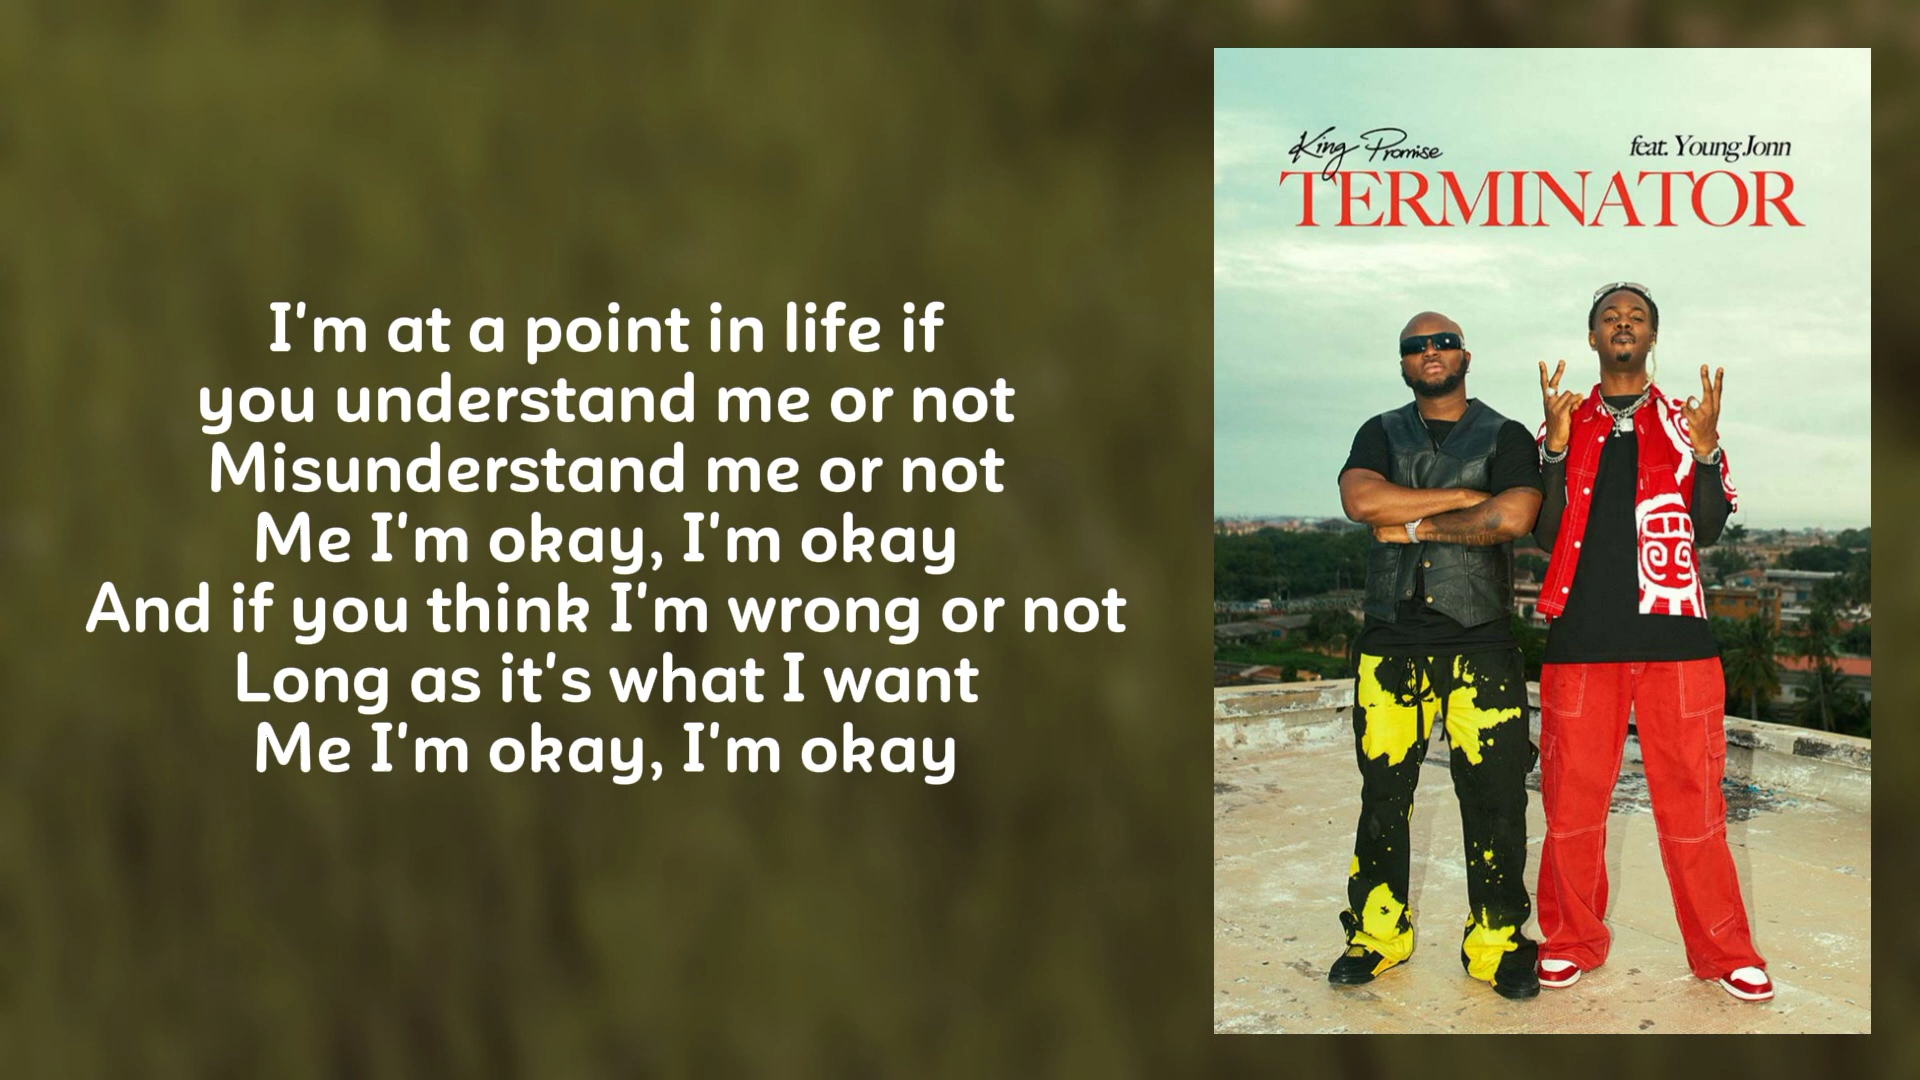 I'm at a point in life if
you understand me or not
Misunderstand me or not
Me I'm okay, I'm okay
And if you think I'm wrong or not
Long as it's what I want
Me I'm okay, I'm okay
King Promise
feat. Young Jonn
TERMINATOR